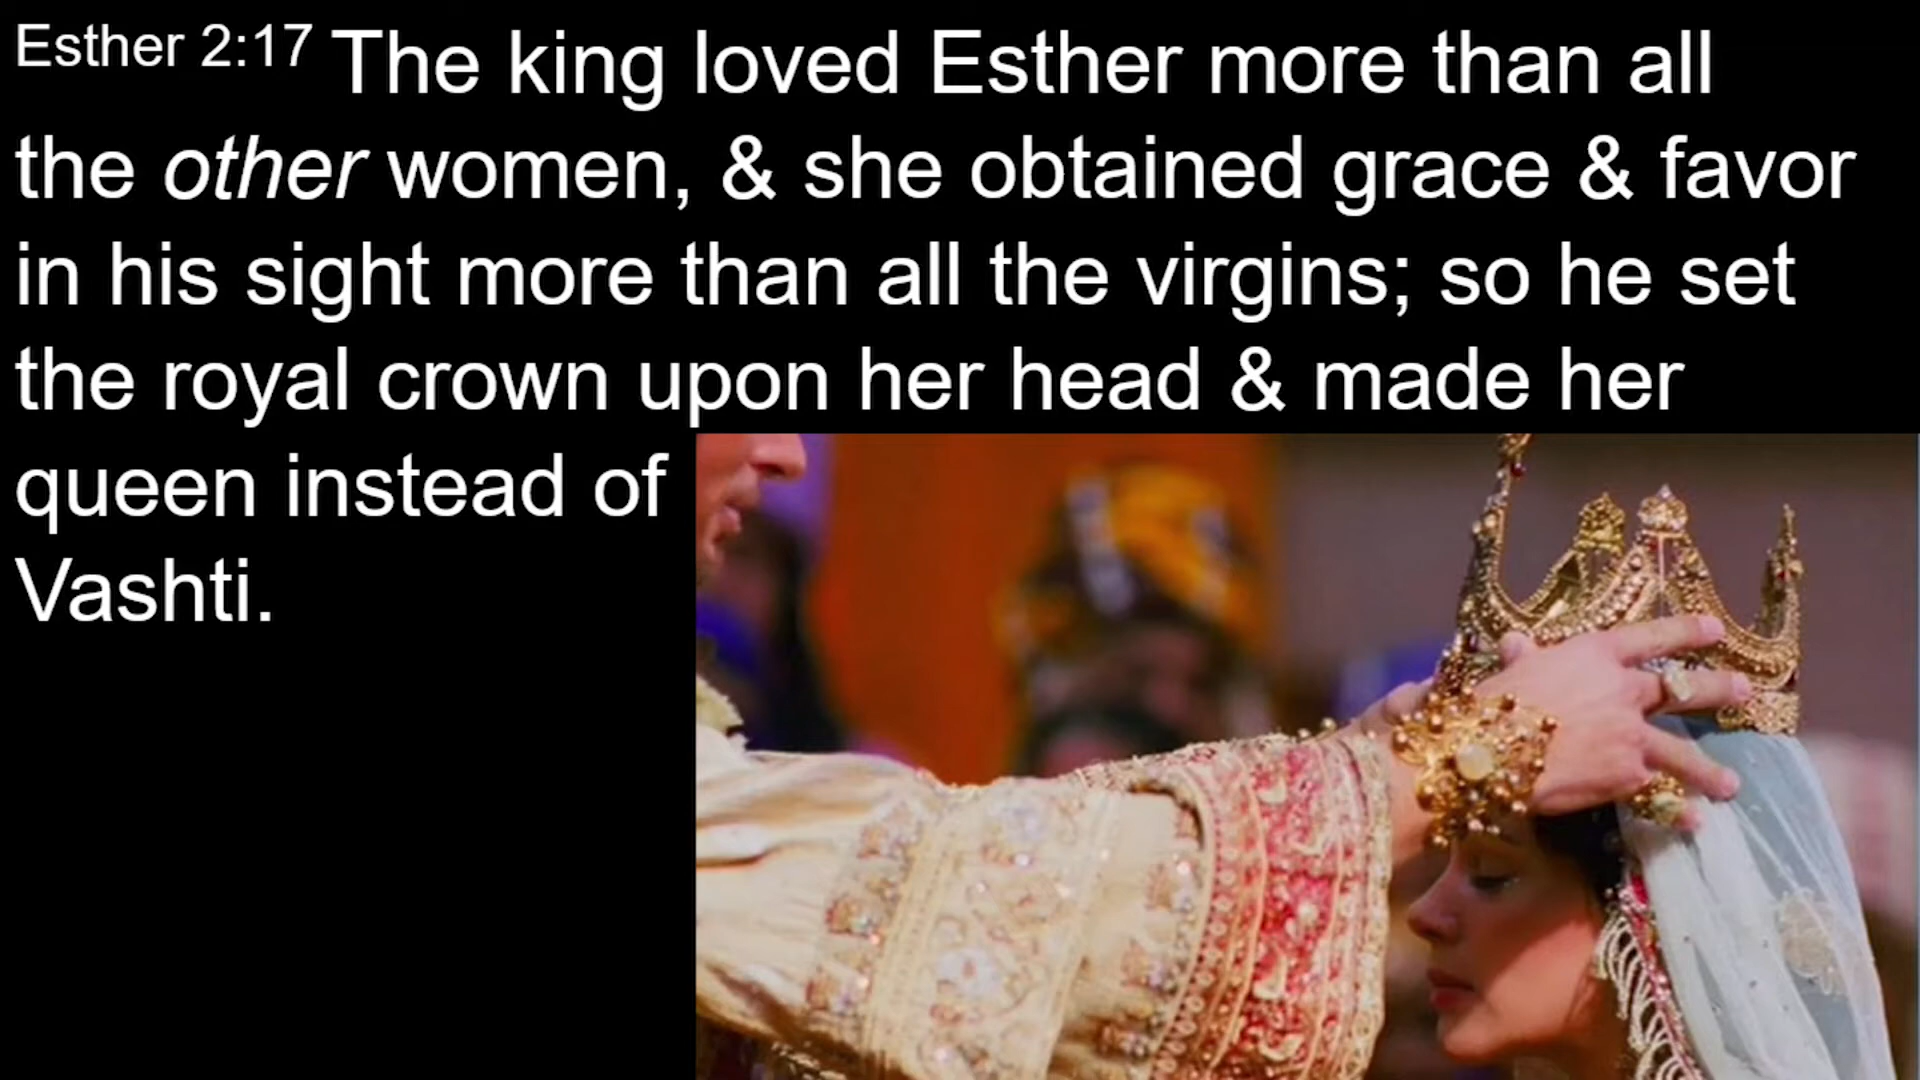 Esther 2:17 The king loved Esther more than all
the other women, & she obtained grace & favor
in his sight more than all the virgins; so he set
the royal crown upon her head & made her
queen instead of
Vashti.